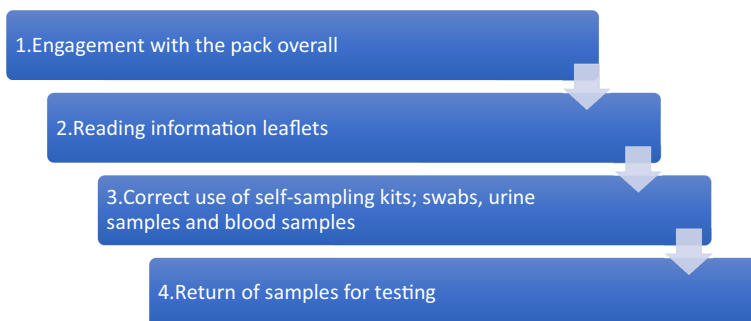 1.Engagement with the pack overall
2.Reading information leaflets
3.Correct use of self-sampling kits; swabs, urine
samples and blood samples
4.Return of samples for testing